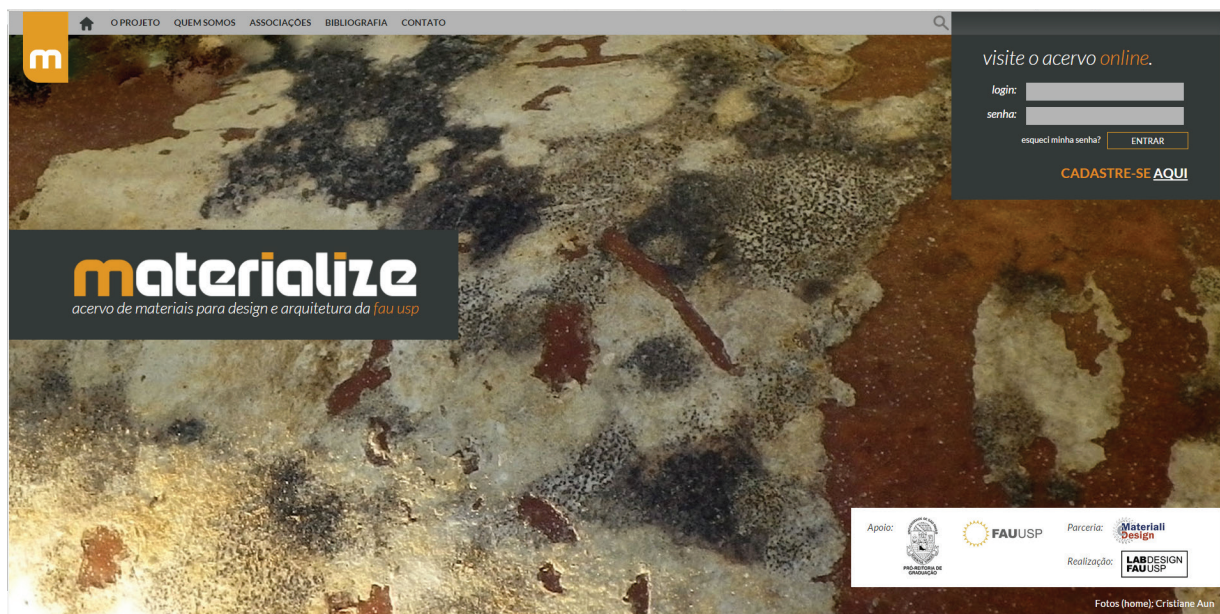 O PROJETO QUEM SOMOS ASSOCIAÇÕES BIBLIOGRAFIA CONTATO
m
visite o acervo online.
login:
senha:
esqueci minha senha? ENTRAR
CADASTRE-SE AQUI
materialize
acervo de materiais para design e arquitetura da fau usp
Apoio:
PRÓ-REITORIA DE
GRADUAÇÃO
FAUUSP
Parceria:
Materiali
Design
Realização:
LABDESIGN
FAUUSP
Fotos (home): Cristiane Aun